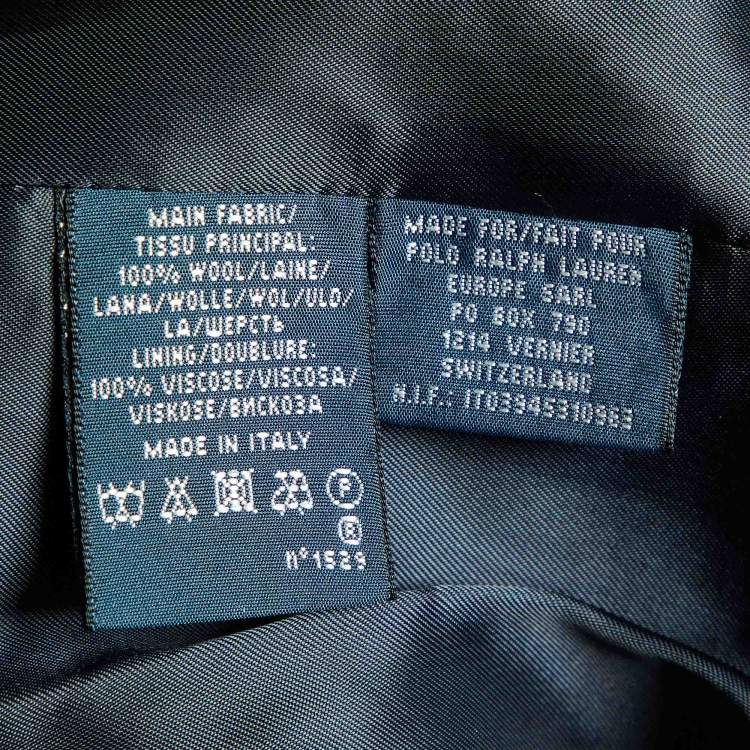 MAIN FABRIC/
TISSU PRINCIPAL:
100% WOOL/LAINE/
LANA/WOLLE/WOL/ULD/
LA/ШЕРСТЬ
LINING/DOUBLURE:
100% VISCOSE/VISCOSA/
VISKOSE/ВИСКОЗА
MADE IN ITALY
P
R
n°1529
MADE FOR/FAIT POUR
POLO RALPH LAUREN
EUROPE SARL
PO BOX 790
1214 VERNIER
SWITZERLAND
N.I.F.: